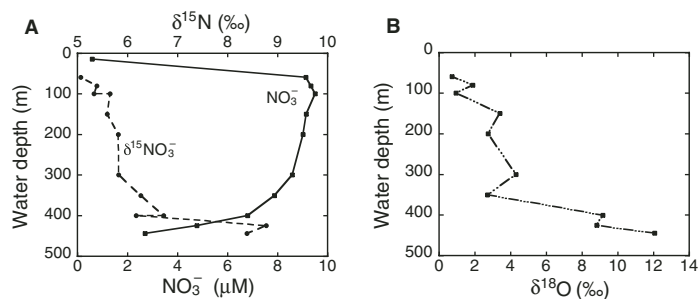 A
δ15N (‰)
5 6 7 8 9 10
Water depth (m)
0
100
200
300
400
500
NO3−
δ15NO3−
0 2 4 6 8 10
NO3− (μM)
B
Water depth (m)
0
100
200
300
400
500
0 2 4 6 8 10 12 14
δ18O (‰)